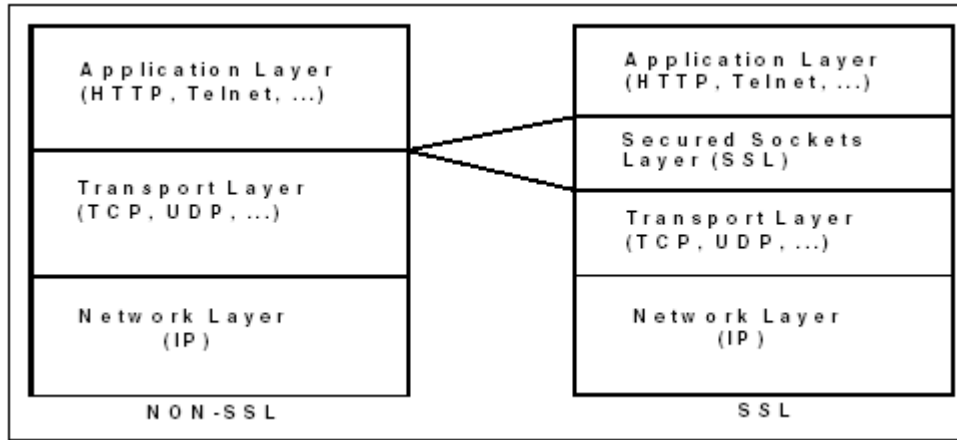 Application Layer
(HTTP, Telnet, ...)
Transport Layer
(TCP, UDP, ...)
Network Layer
(IP)
NON-SSL
Application Layer
(HTTP, Telnet, ...)
Secured Sockets
Layer (SSL)
Transport Layer
(TCP, UDP, ...)
Network Layer
(IP)
SSL